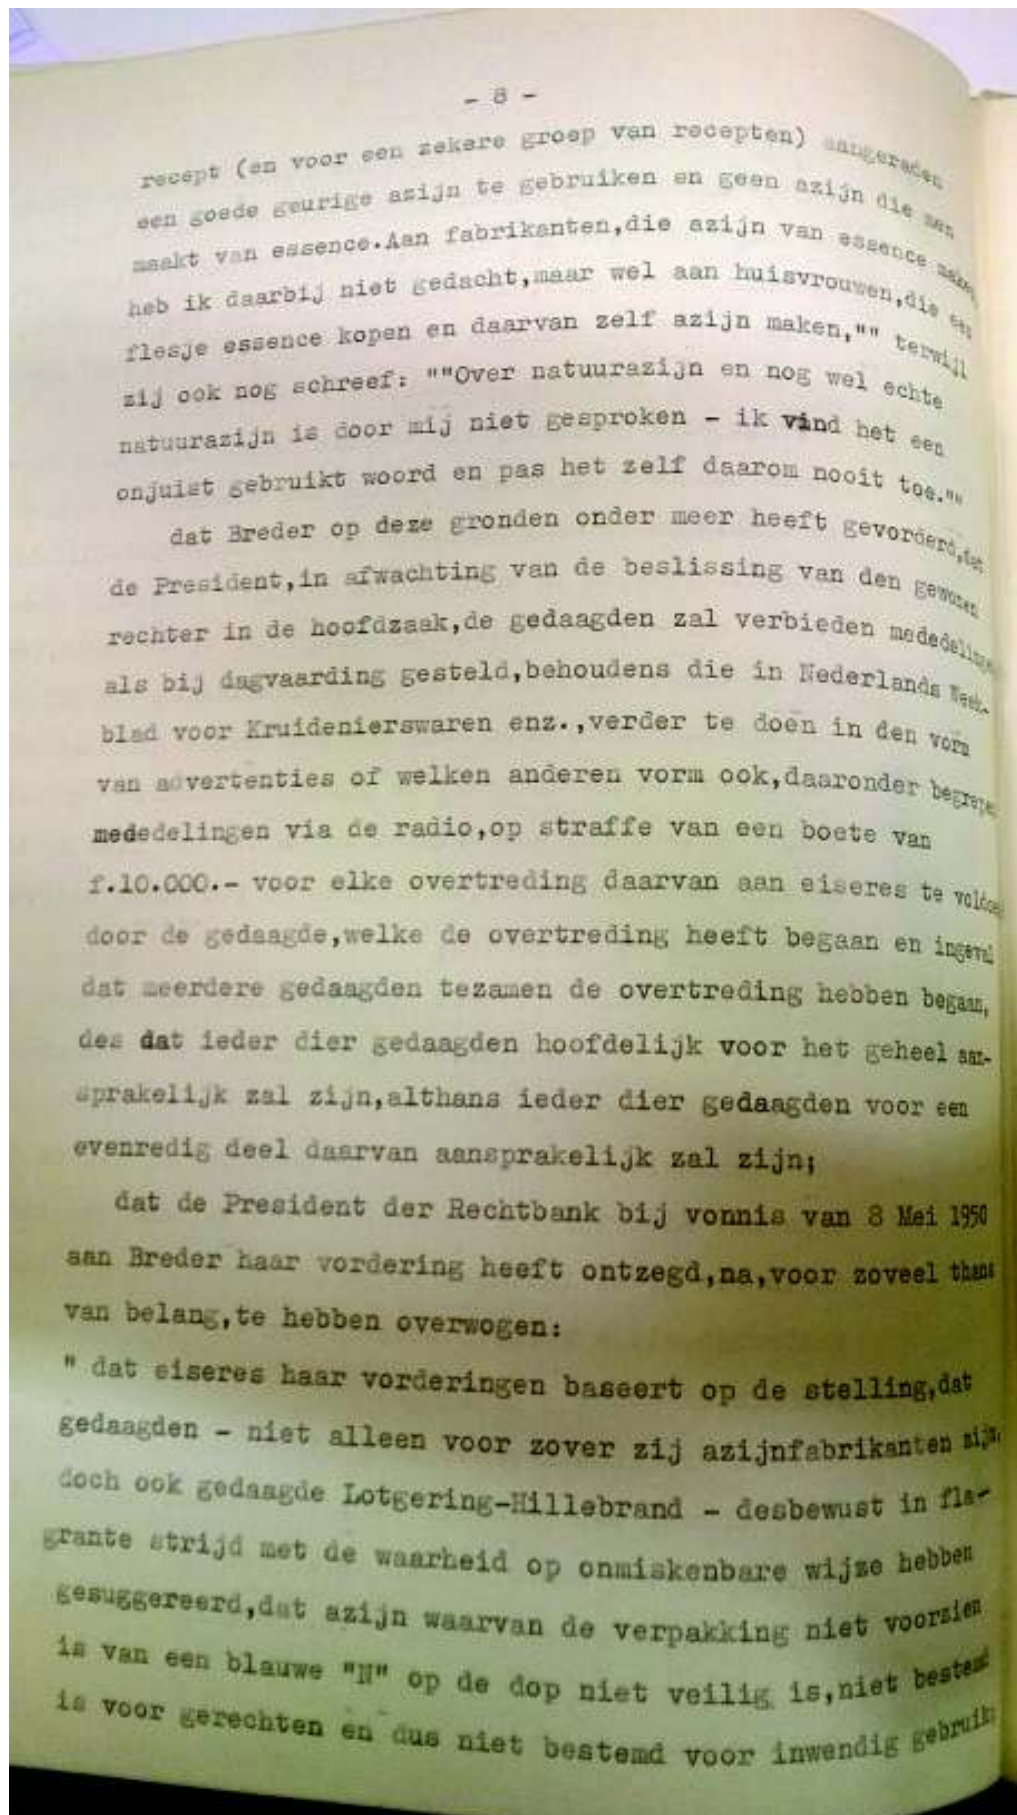 - 8 -
recept (en voor een zekere groep van recepten) aangeraden
een goede geurige azijn te gebruiken en geen azijn die men
maakt van essence.Aan fabrikanten,die azijn van essence maken,
heb ik daarbij niet gedacht,maar wel aan huisvrouwen,die een
flesje essence kopen en daarvan zelf azijn maken,"" terwijl
zij ook nog schreef: ""Over natuurazijn en nog wel echte
natuurazijn is door mij niet gesproken - ik vind het een
onjuist gebruikt woord en pas het zelf daarom nooit toe.""
dat Breder op deze gronden onder meer heeft gevorderd,dat
de President,in afwachting van de beslissing van den gewonen
rechter in de hoofdzaak,de gedaagden zal verbieden mededelingen
als bij dagvaarding gesteld,behoudens die in Nederlands Week-
blad voor Kruidenierswaren enz.,verder te doen in den vorm
van advertenties of welken anderen vorm ook,daaronder begrepen
mededelingen via de radio,op straffe van een boete van
f.10.000.- voor elke overtreding daarvan aan eiseres te voldoen
door de gedaagde,welke de overtreding heeft begaan en ingeval
dat meerdere gedaagden tezamen de overtreding hebben begaan,
des dat ieder dier gedaagden hoofdelijk voor het geheel aan-
sprakelijk zal zijn,althans ieder dier gedaagden voor een
evenredig deel daarvan aansprakelijk zal zijn;
dat de President der Rechtbank bij vonnis van 8 Mei 1950
aan Breder haar vordering heeft ontzegd,na,voor zoveel thans
van belang,te hebben overwogen:
" dat eiseres haar vorderingen baseert op de stelling,dat
gedaagden - niet alleen voor zover zij azijnfabrikanten zijn,
doch ook gedaagde Lotgering-Hillebrand - desbewust in fla-
grante strijd met de waarheid op onmiskenbare wijze hebben
gesuggereerd,dat azijn waarvan de verpakking niet voorzien
is van een blauwe "N" op de dop niet veilig is,niet bestemd
is voor gerechten en dus niet bestemd voor inwendig gebruik;